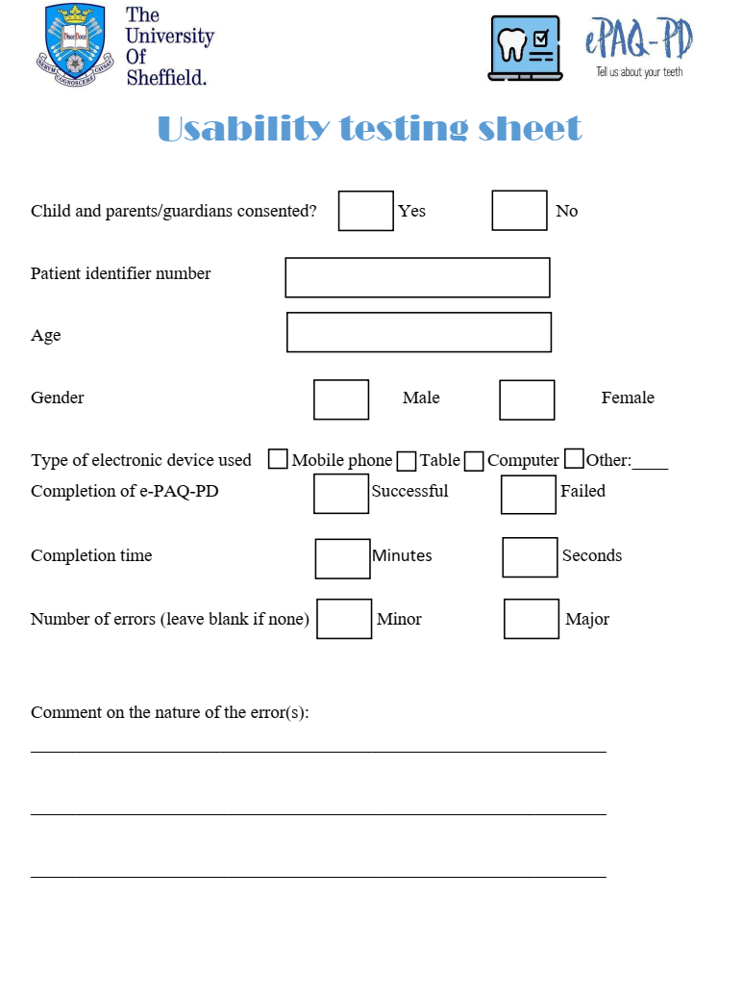 The
University
Of
Sheffield.
Disce Doce
RERVM
COGNOSCERE
CAVSAS
ePAQ-PD
Tell us about your teeth
Usability testing sheet
Child and parents/guardians consented? Yes No
Patient identifier number
Age
Gender Male Female
Type of electronic device used Mobile phone Table Computer Other:____
Completion of e-PAQ-PD Successful Failed
Completion time Minutes Seconds
Number of errors (leave blank if none) Minor Major
Comment on the nature of the error(s):